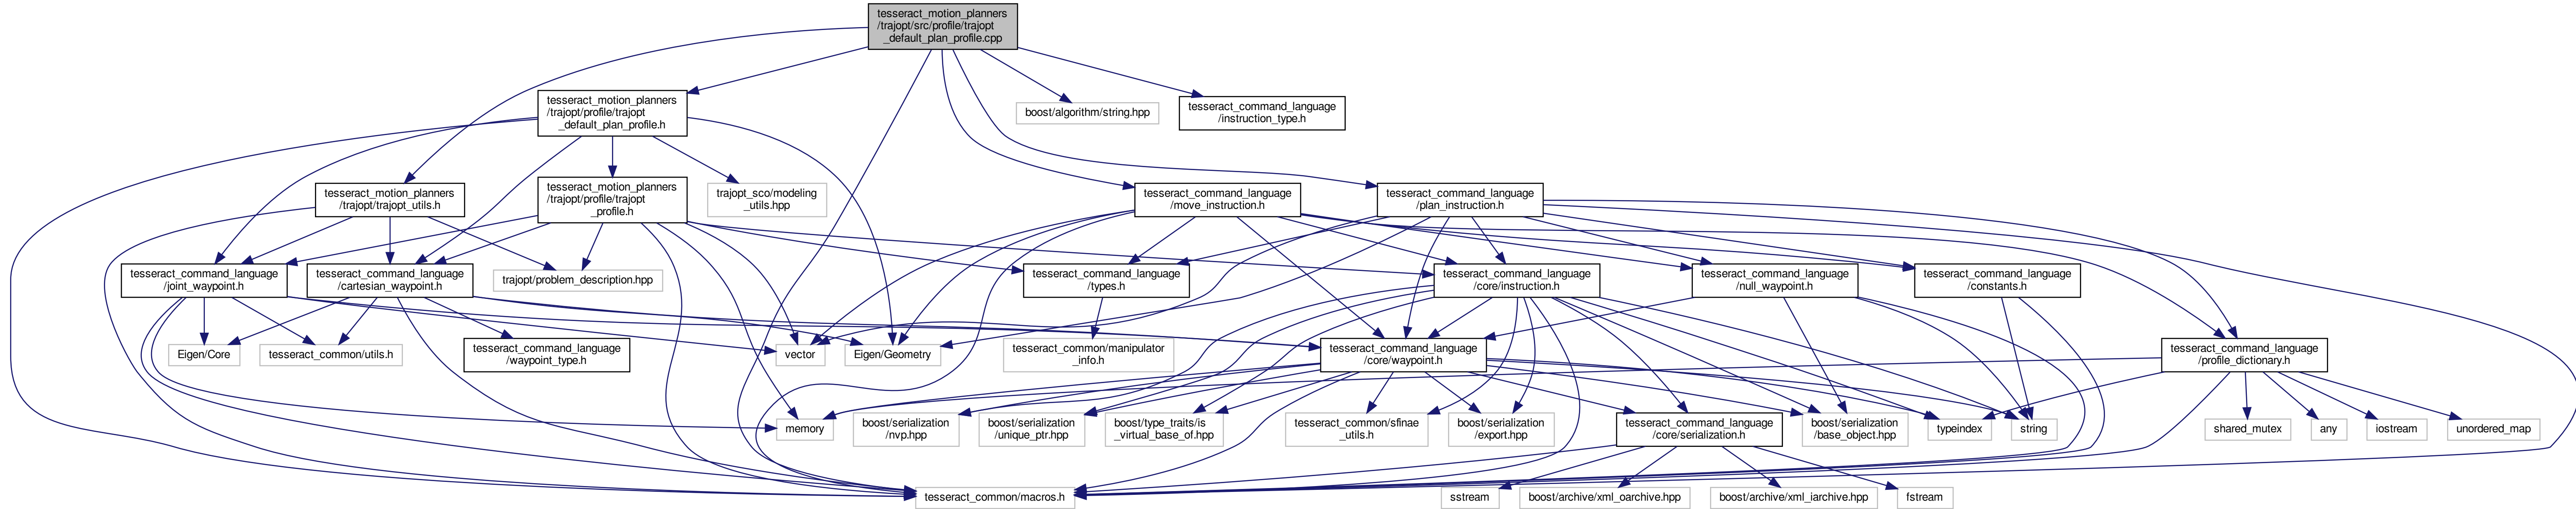 tesseract_motion_planners
/trajopt/src/profile/trajopt
_default_plan_profile.cpp
tesseract_motion_planners
/trajopt/profile/trajopt
_default_plan_profile.h
boost/algorithm/string.hpp
tesseract_command_language
/instruction_type.h
tesseract_motion_planners
/trajopt/trajopt_utils.h
tesseract_motion_planners
/trajopt/profile/trajopt
_profile.h
trajopt_sco/modeling
_utils.hpp
tesseract_command_language
/move_instruction.h
tesseract_command_language
/plan_instruction.h
tesseract_command_language
/joint_waypoint.h
tesseract_command_language
/cartesian_waypoint.h
trajopt/problem_description.hpp
tesseract_command_language
/types.h
tesseract_command_language
/core/instruction.h
tesseract_command_language
/null_waypoint.h
tesseract_command_language
/constants.h
Eigen/Core
tesseract_common/utils.h
tesseract_command_language
/waypoint_type.h
vector
Eigen/Geometry
tesseract_common/manipulator
_info.h
tesseract_command_language
/core/waypoint.h
tesseract_command_language
/profile_dictionary.h
memory
boost/serialization
/nvp.hpp
boost/serialization
/unique_ptr.hpp
boost/type_traits/is
_virtual_base_of.hpp
tesseract_common/sfinae
_utils.h
boost/serialization
/export.hpp
tesseract_command_language
/core/serialization.h
boost/serialization
/base_object.hpp
typeindex
string
shared_mutex
any
iostream
unordered_map
tesseract_common/macros.h
sstream
boost/archive/xml_oarchive.hpp
boost/archive/xml_iarchive.hpp
fstream